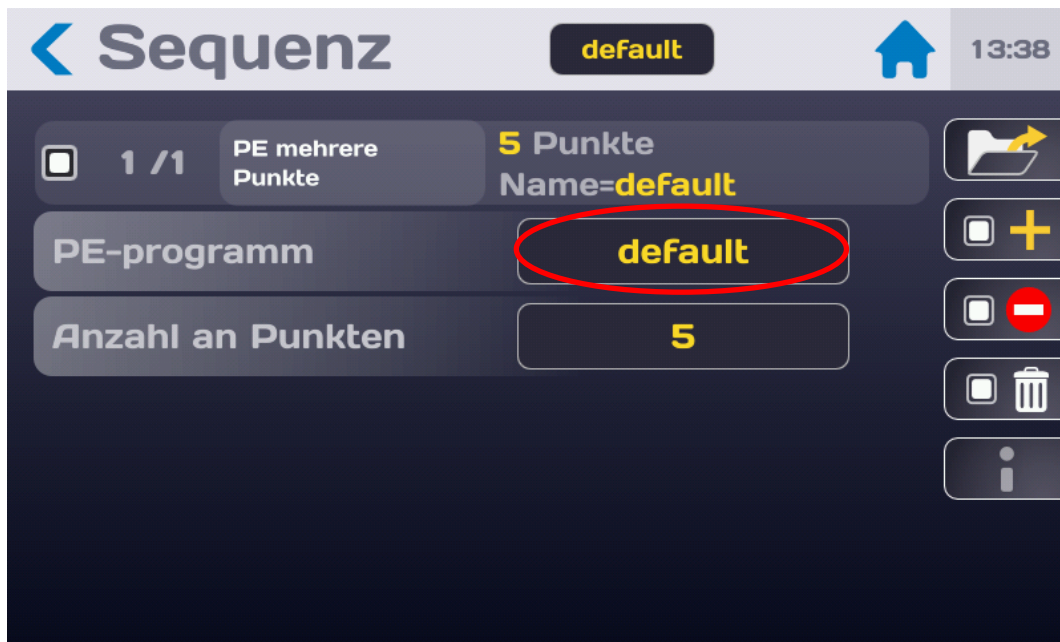 Sequenz
default
13:38
1 /1
PE mehrere
Punkte
5 Punkte
Name=default
PE-programm
default
Anzahl an Punkten
5